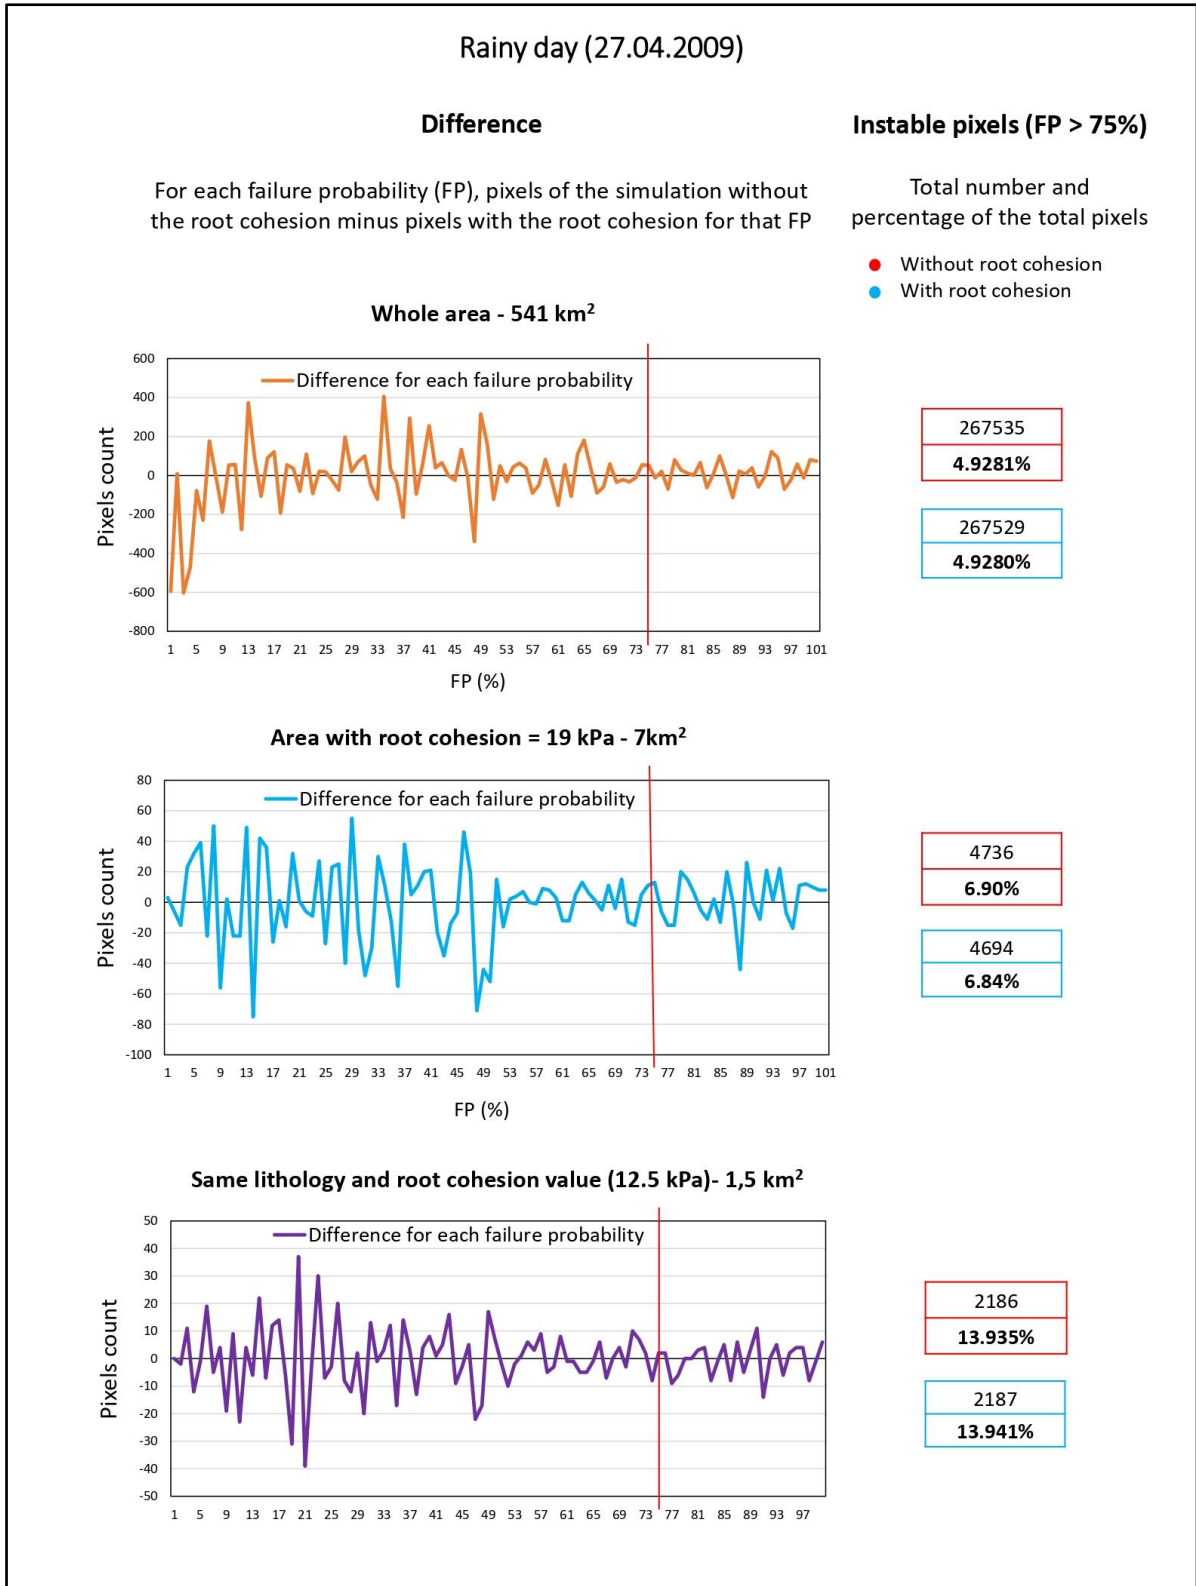 Rainy day (27.04.2009)
Difference
Instable pixels (FP > 75%)
For each failure probability (FP), pixels of the simulation without
the root cohesion minus pixels with the root cohesion for that FP
Total number and
percentage of the total pixels
Without root cohesion
With root cohesion
Whole area - 541 km²
Difference for each failure probability
Pixels count
600
400
200
0
-200
-400
-600
-800
1 5 9 13 17 21 25 29 33 37 41 45 49 53 57 61 65 69 73 77 81 85 89 93 97 101
FP (%)
267535
4.9281%
267529
4.9280%
Area with root cohesion = 19 kPa - 7km²
Difference for each failure probability
Pixels count
80
60
40
20
0
-20
-40
-60
-80
-100
1 5 9 13 17 21 25 29 33 37 41 45 49 53 57 61 65 69 73 77 81 85 89 93 97 101
FP (%)
4736
6.90%
4694
6.84%
Same lithology and root cohesion value (12.5 kPa)- 1,5 km²
Difference for each failure probability
Pixels count
50
40
30
20
10
0
-10
-20
-30
-40
-50
1 5 9 13 17 21 25 29 33 37 41 45 49 53 57 61 65 69 73 77 81 85 89 93 97
2186
13.935%
2187
13.941%